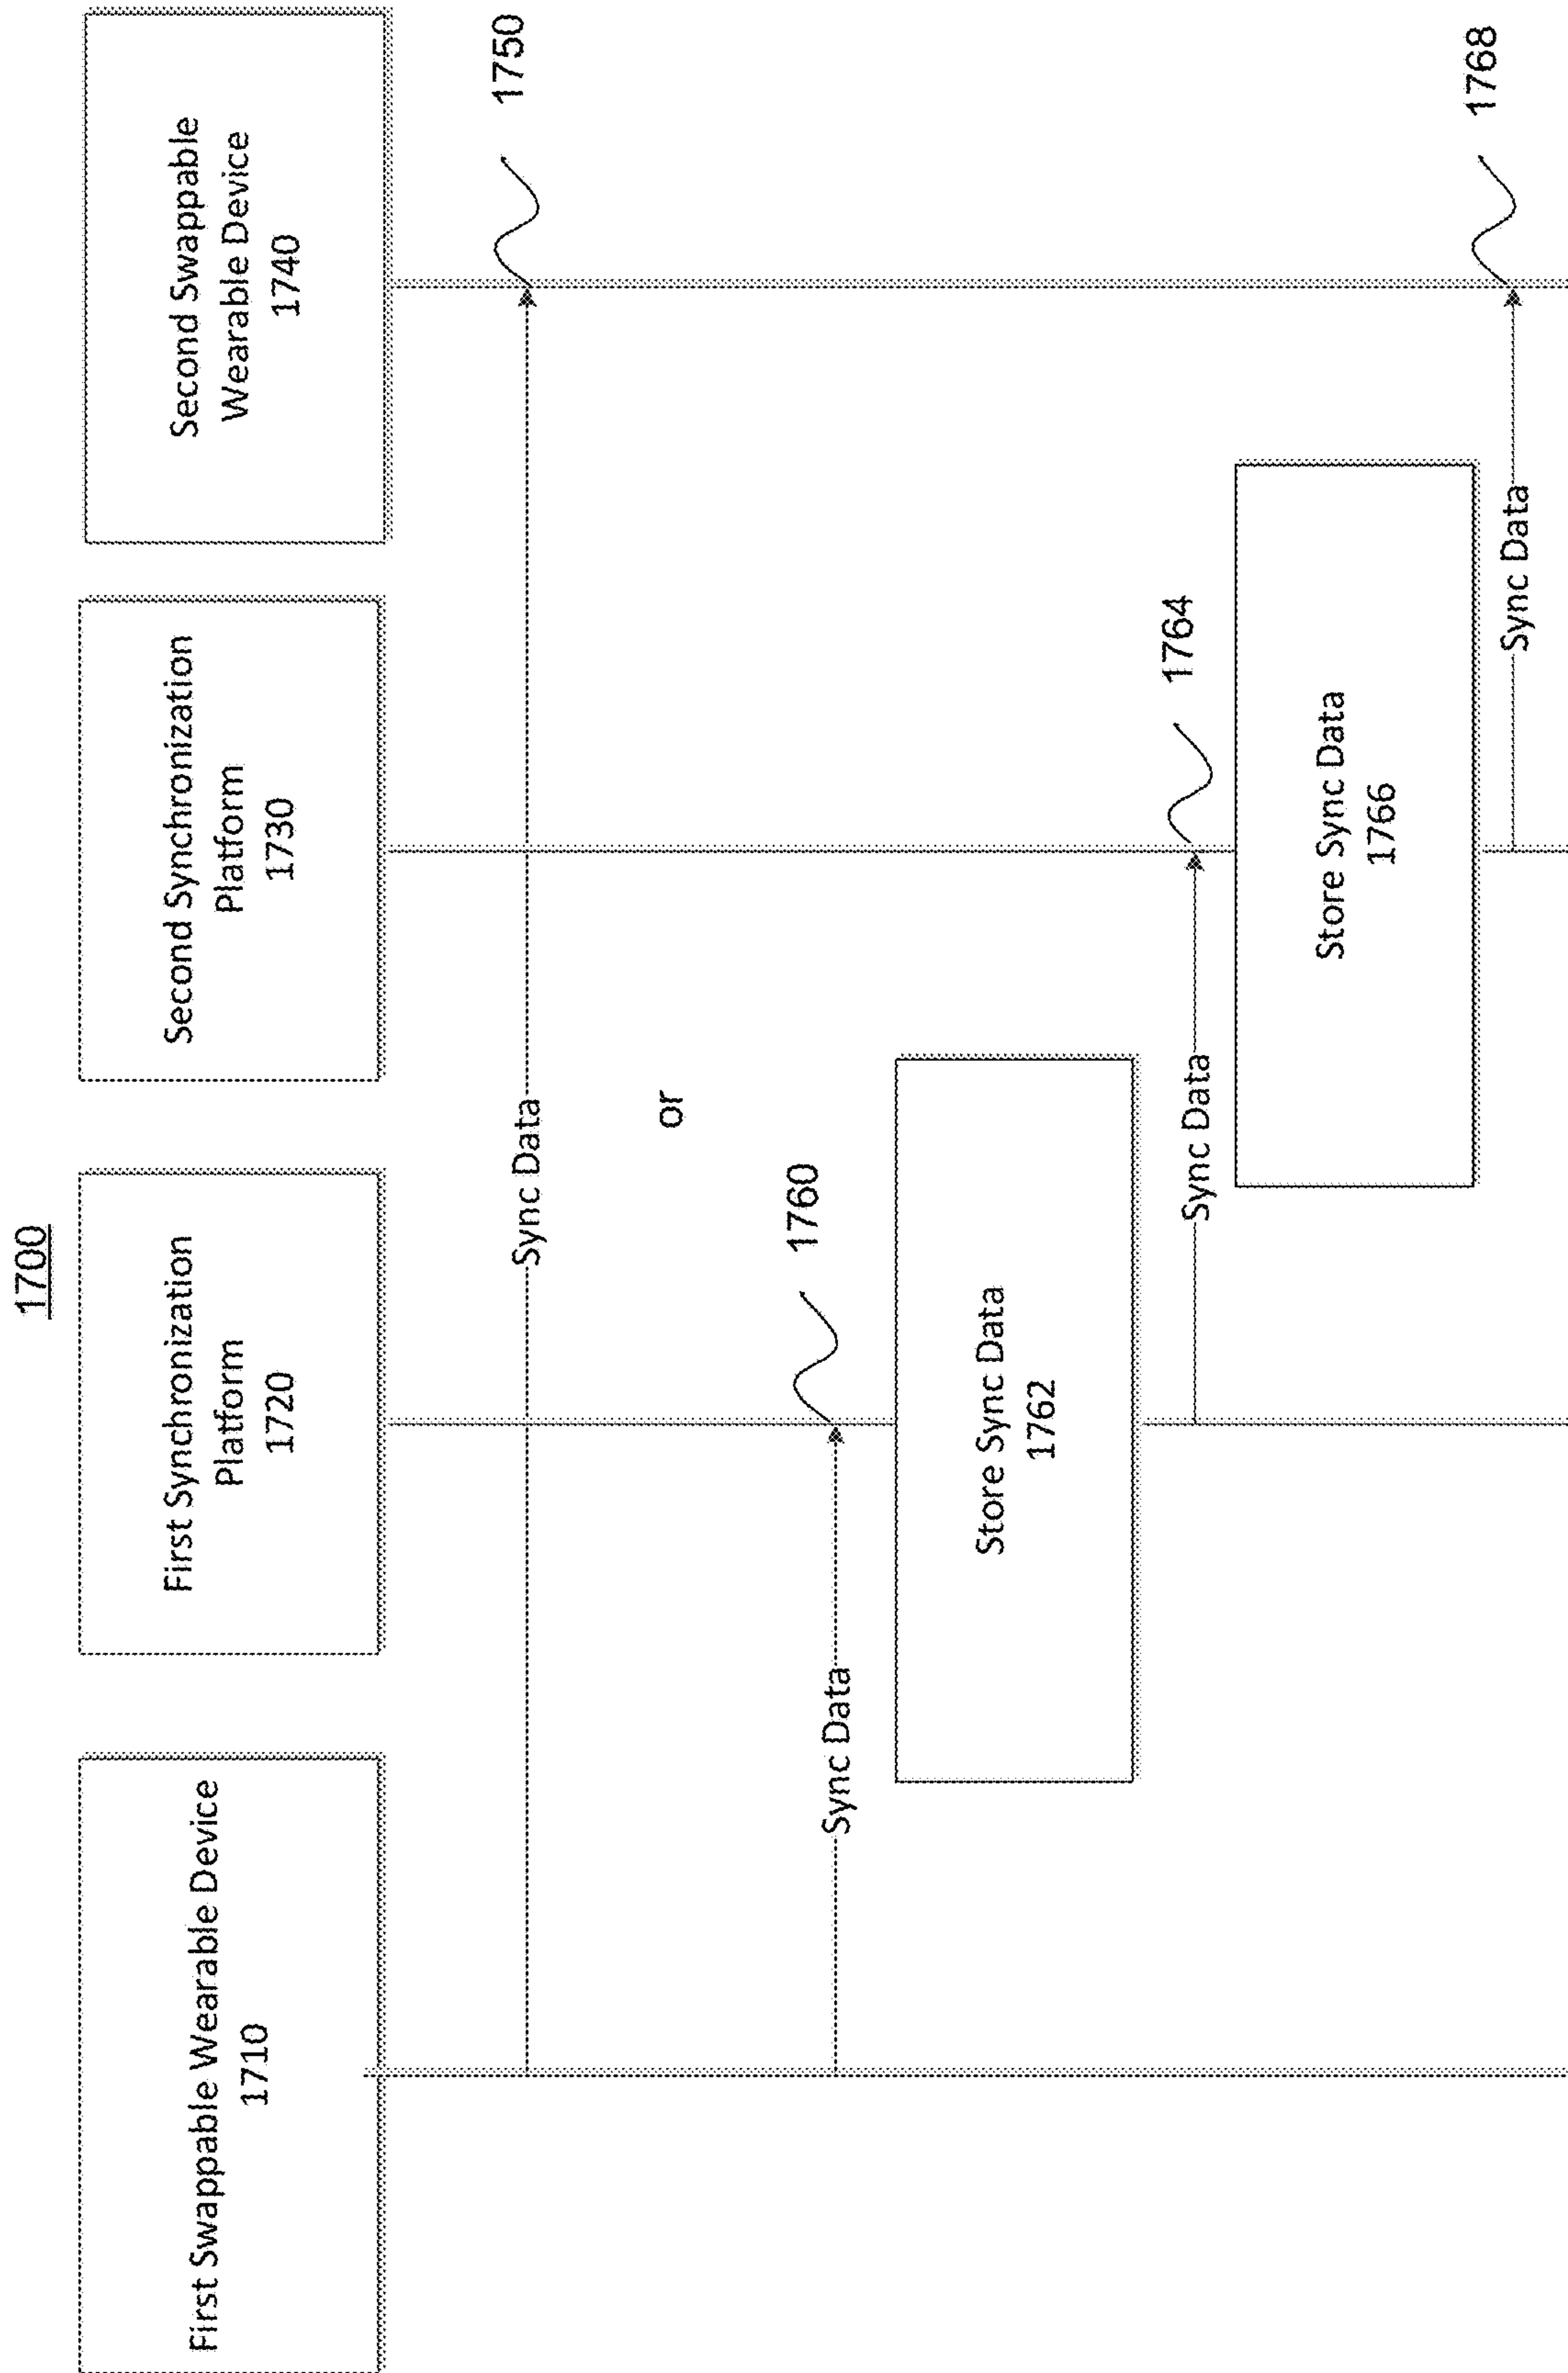 1700
First Swappable Wearable Device
1710
First Synchronization
Platform
1720
Second Synchronization
Platform
1730
Second Swappable
Wearable Device
1740
Sync Data
1750
or
Sync Data
1760
Store Sync Data
1762
Sync Data
1764
Store Sync Data
1766
Sync Data
1768